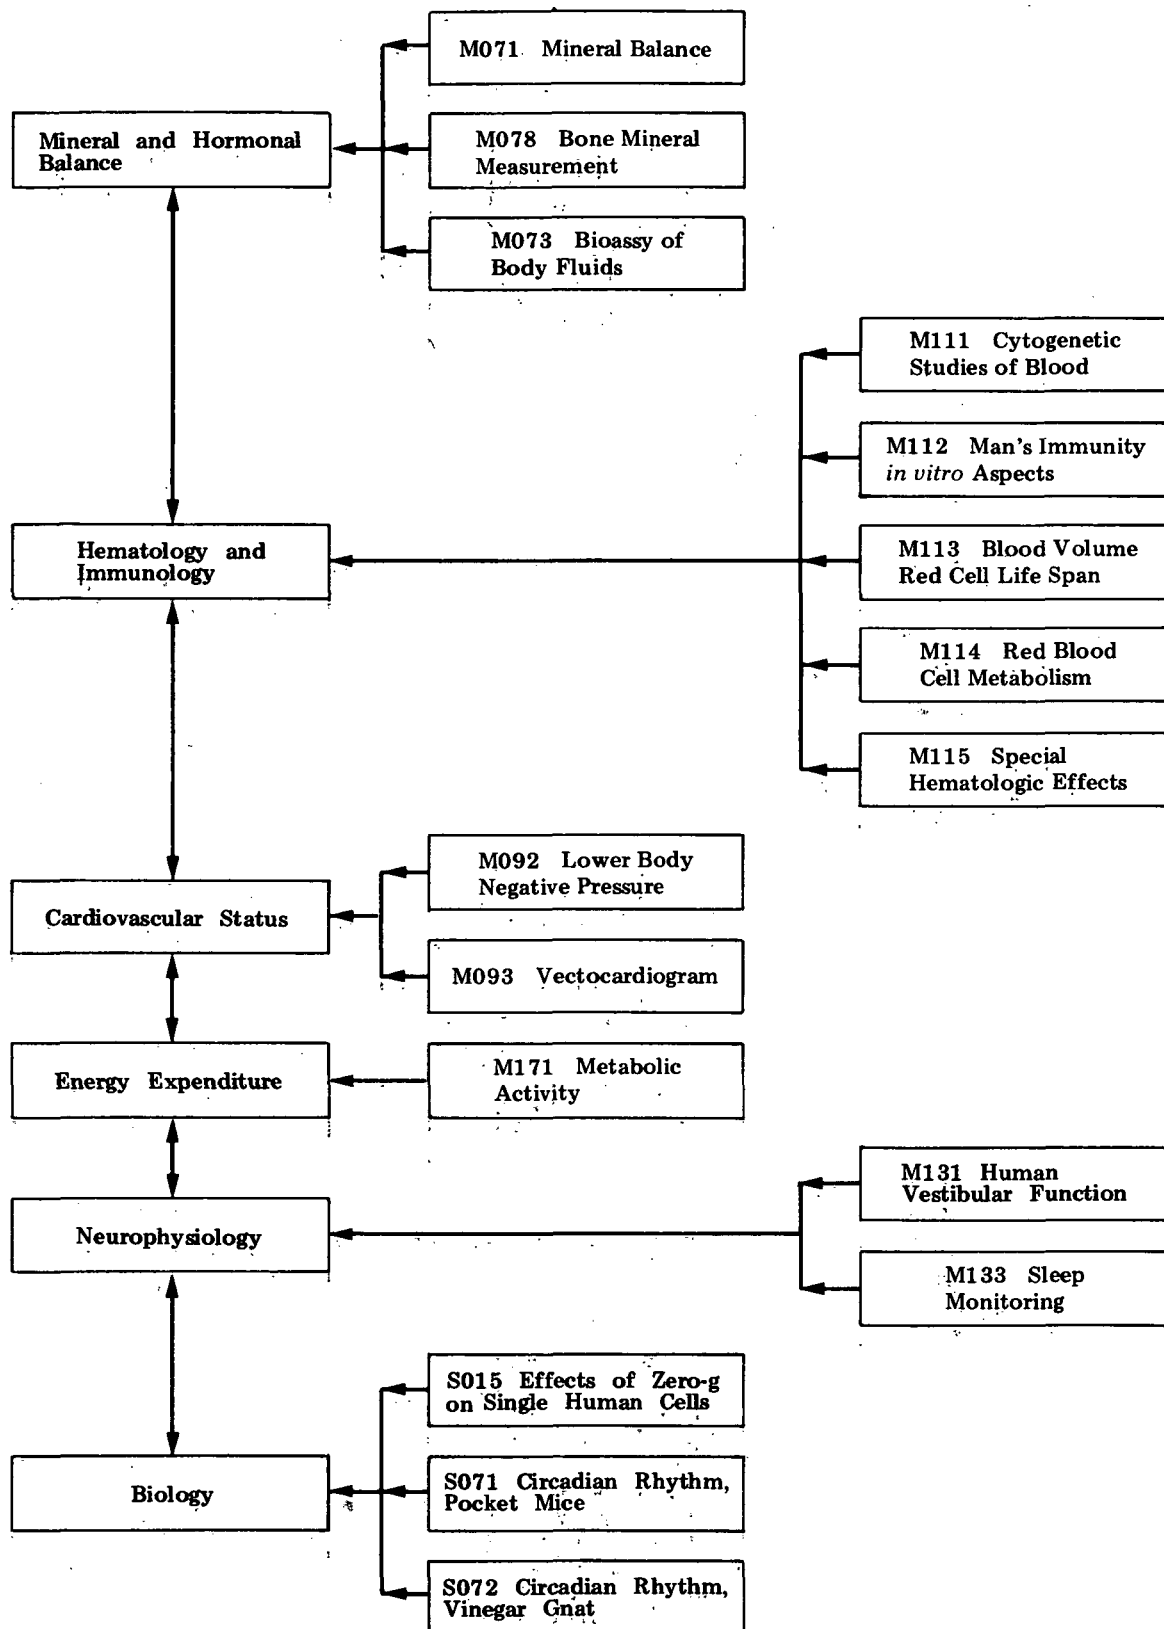 M071 Mineral Balance
Mineral and Hormonal
Balance
M078 Bone Mineral
Measurement
M073 Bioassy of
Body Fluids
M111 Cytogenetic
Studies of Blood
M112 Man's Immunity
in vitro Aspects
Hematology and
Immunology
M113 Blood Volume
Red Cell Life Span
M114 Red Blood
Cell Metabolism
M115 Special
Hematologic Effects
M092 Lower Body
Negative Pressure
Cardiovascular Status
M093 Vectocardiogram
Energy Expenditure
M171 Metabolic
Activity
M131 Human
Vestibular Function
Neurophysiology
M133 Sleep
Monitoring
S015 Effects of Zero-g
on Single Human Cells
Biology
S071 Circadian Rhythm,
Pocket Mice
S072 Circadian Rhythm,
Vinegar Gnat